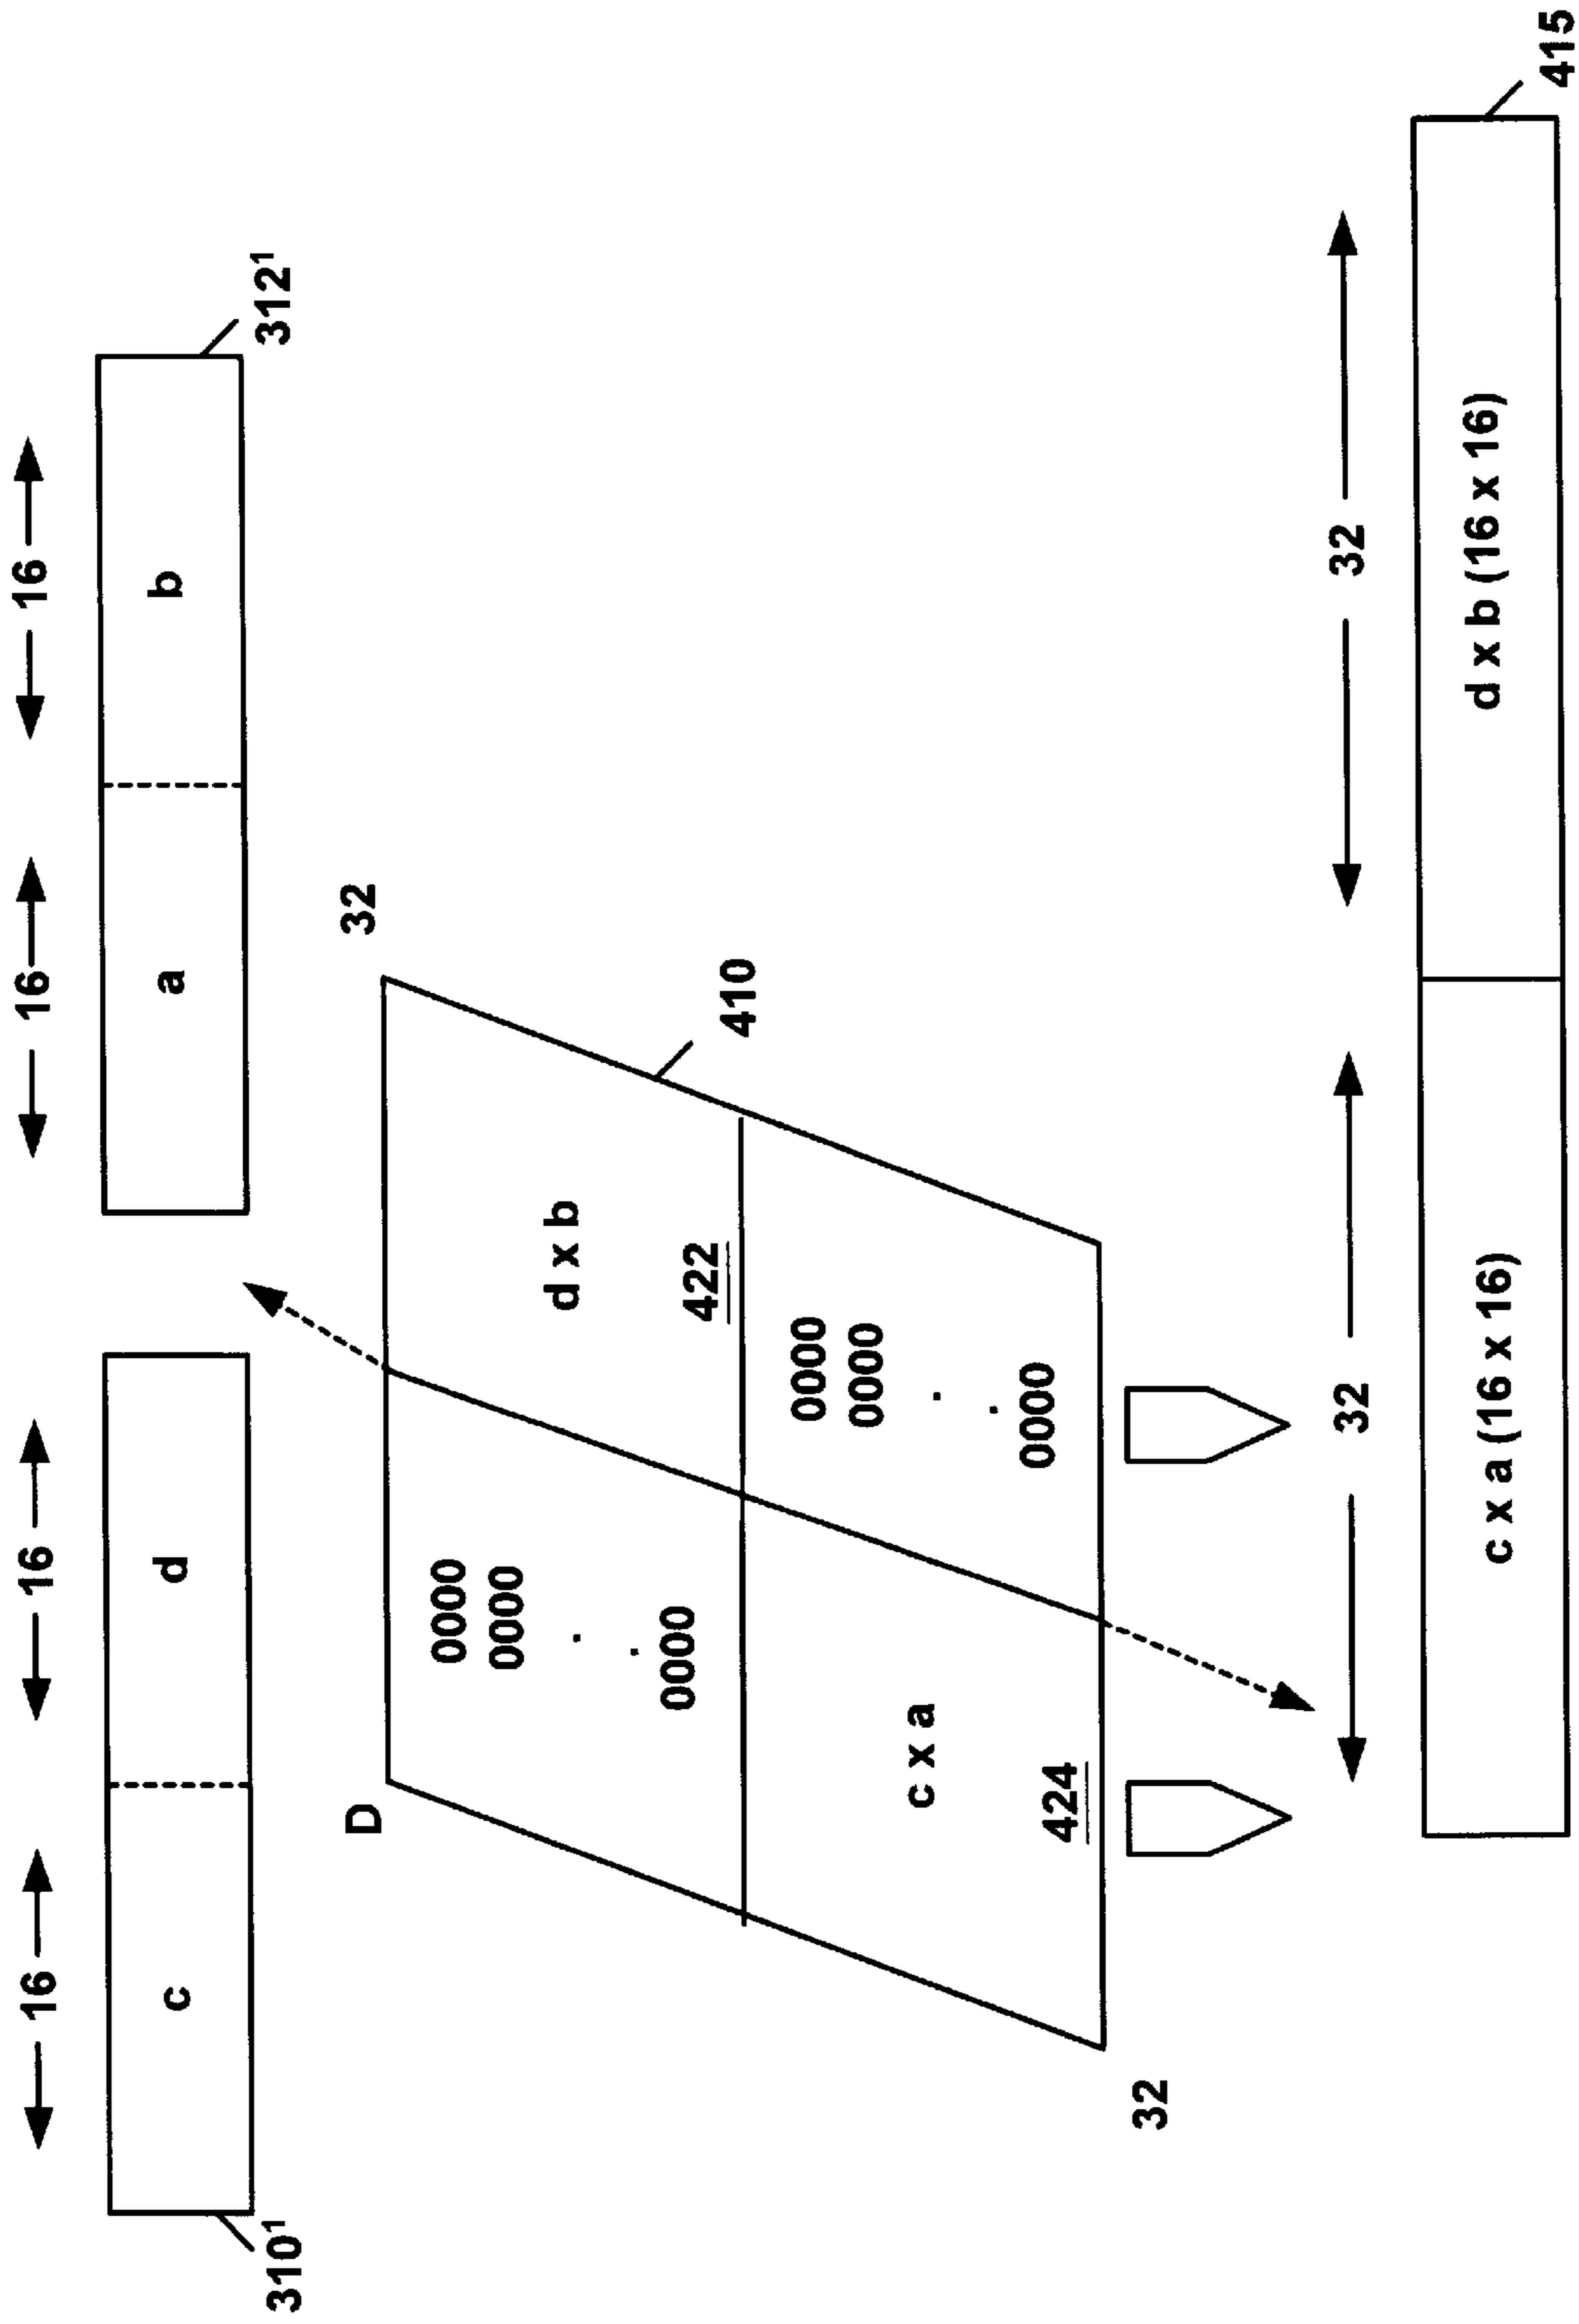 16 16 16 16
c d a b
310¹ 312¹
D 32
0000
0000
.
.
0000
d x b
422
410
c x a
424
0000
0000
.
.
0000
32
32 32
c x a (16 x 16) d x b (16 x 16)
415